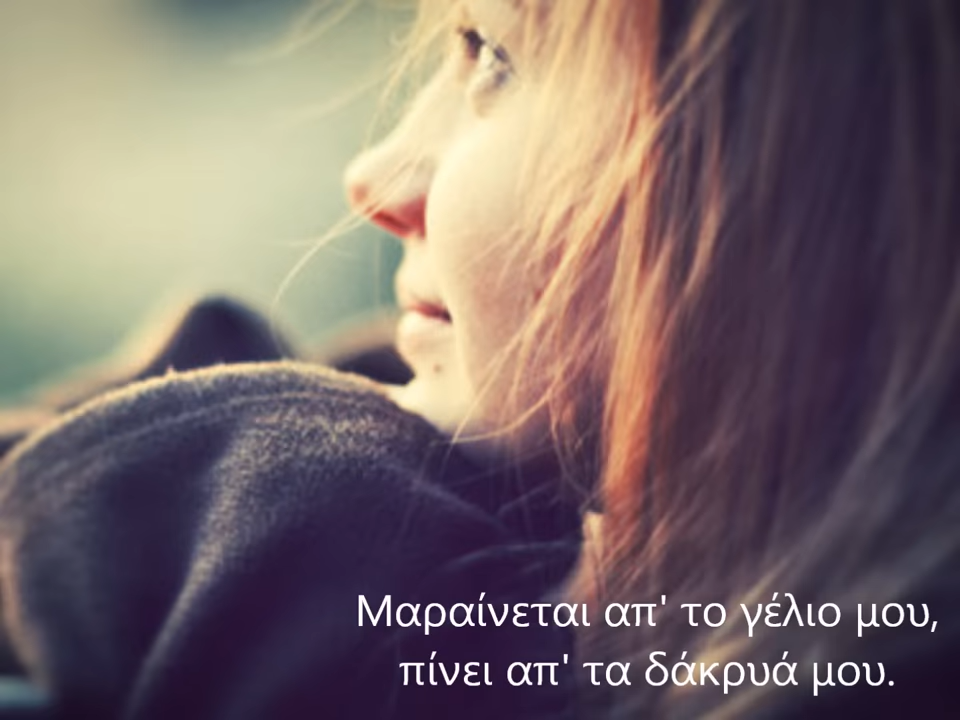 Μαραίνεται απ' το γέλιο μου,
πίνει απ' τα δάκρυά μου.